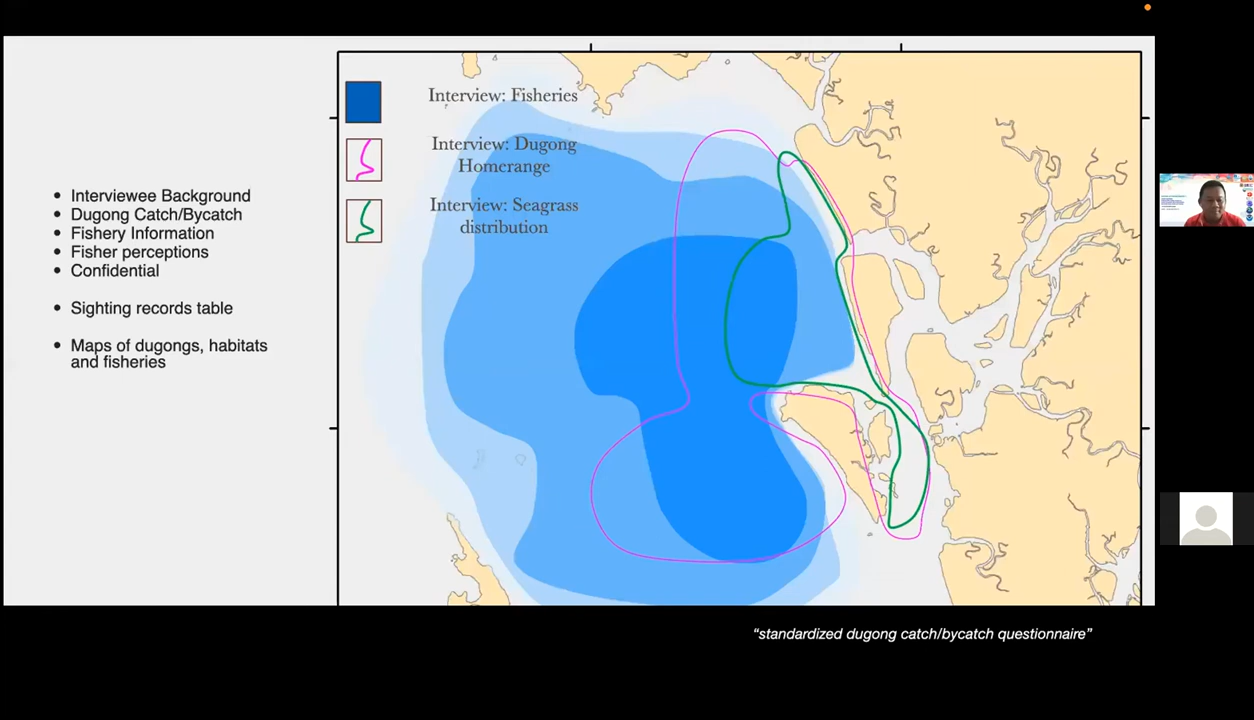 Interview: Fisheries
Interview: Dugong
Homerange
Interview: Seagrass
distribution
• Interviewee Background
• Dugong Catch/Bycatch
• Fishery Information
• Fisher perceptions
• Confidential
• Sighting records table
• Maps of dugongs, habitats
and fisheries
“standardized dugong catch/bycatch questionnaire”